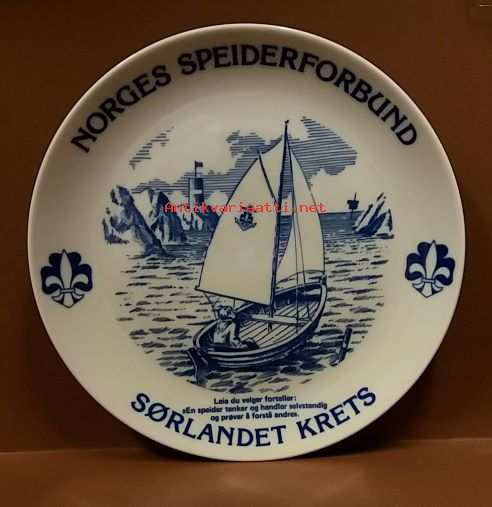 NORGES SPEIDERFORBUND
Antikvariaatti.net
Leia du velger forteller:
»En speider tenker og handler selvstendig
og prøver å forstå andre».
SØRLANDET KRETS